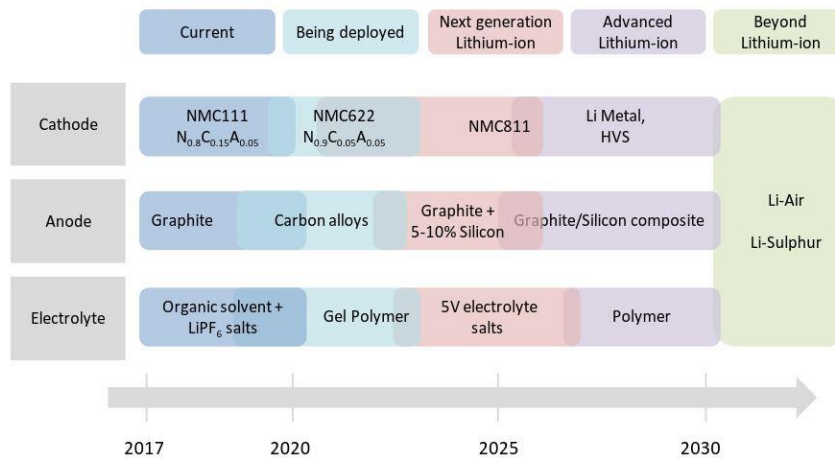 Current
Being deployed
Next generation
Lithium-ion
Advanced
Lithium-ion
Beyond
Lithium-ion
Cathode
NMC111
N₀.₈C₀.₁₅A₀.₀₅
NMC622
N₀.₉C₀.₀₅A₀.₀₅
NMC811
Li Metal,
HVS
Anode
Graphite
Carbon alloys
Graphite +
5-10% Silicon
Graphite/Silicon composite
Li-Air
Li-Sulphur
Electrolyte
Organic solvent +
LiPF₆ salts
Gel Polymer
5V electrolyte
salts
Polymer
2017
2020
2025
2030